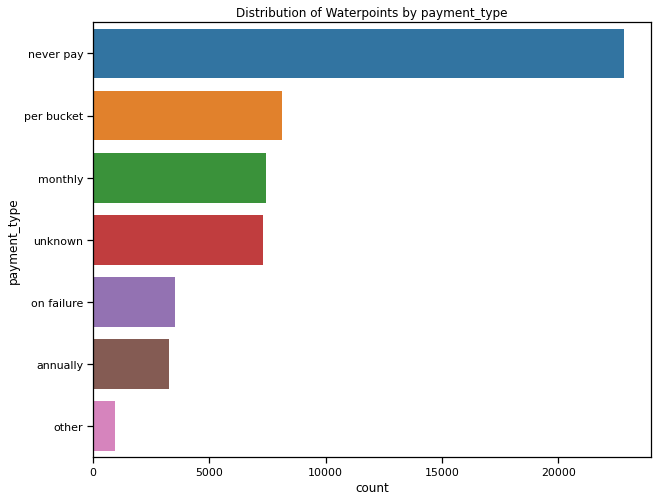 Distribution of Waterpoints by payment_type
payment_type
never pay
per bucket
monthly
unknown
on failure
annually
other
0 5000 10000 15000 20000
count